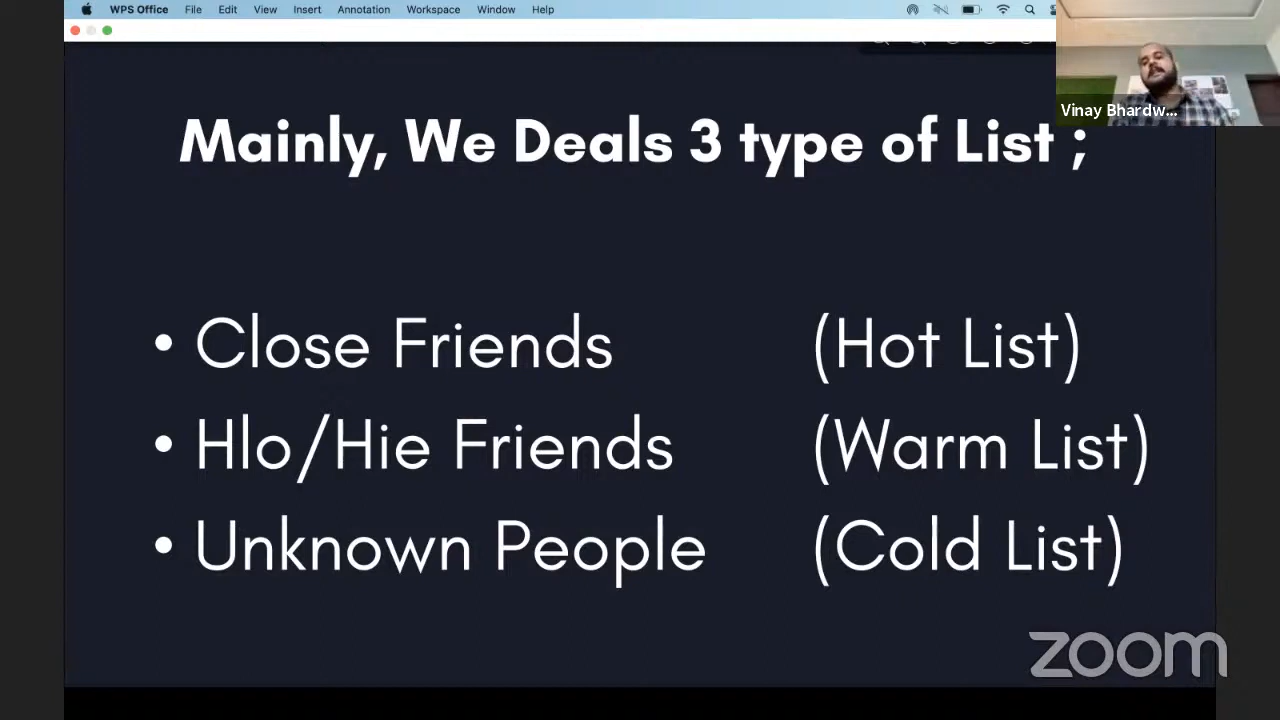 WPS Office File Edit View Insert Annotation Workspace Window Help
Vinay Bhardw...
Mainly, We Deals 3 type of List ;
• Close Friends (Hot List)
• Hlo/Hie Friends (Warm List)
• Unknown People (Cold List)
zoom